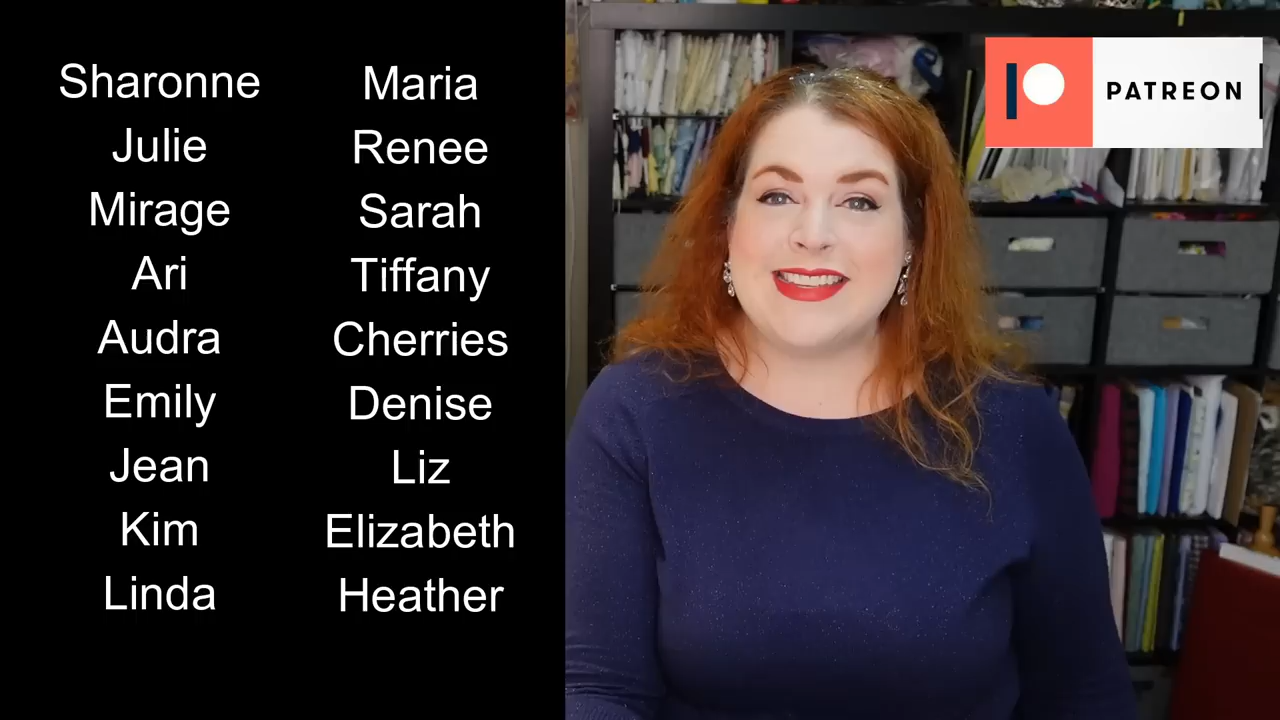 Sharonne
Julie
Mirage
Ari
Audra
Emily
Jean
Kim
Linda
Maria
Renee
Sarah
Tiffany
Cherries
Denise
Liz
Elizabeth
Heather
PATREON